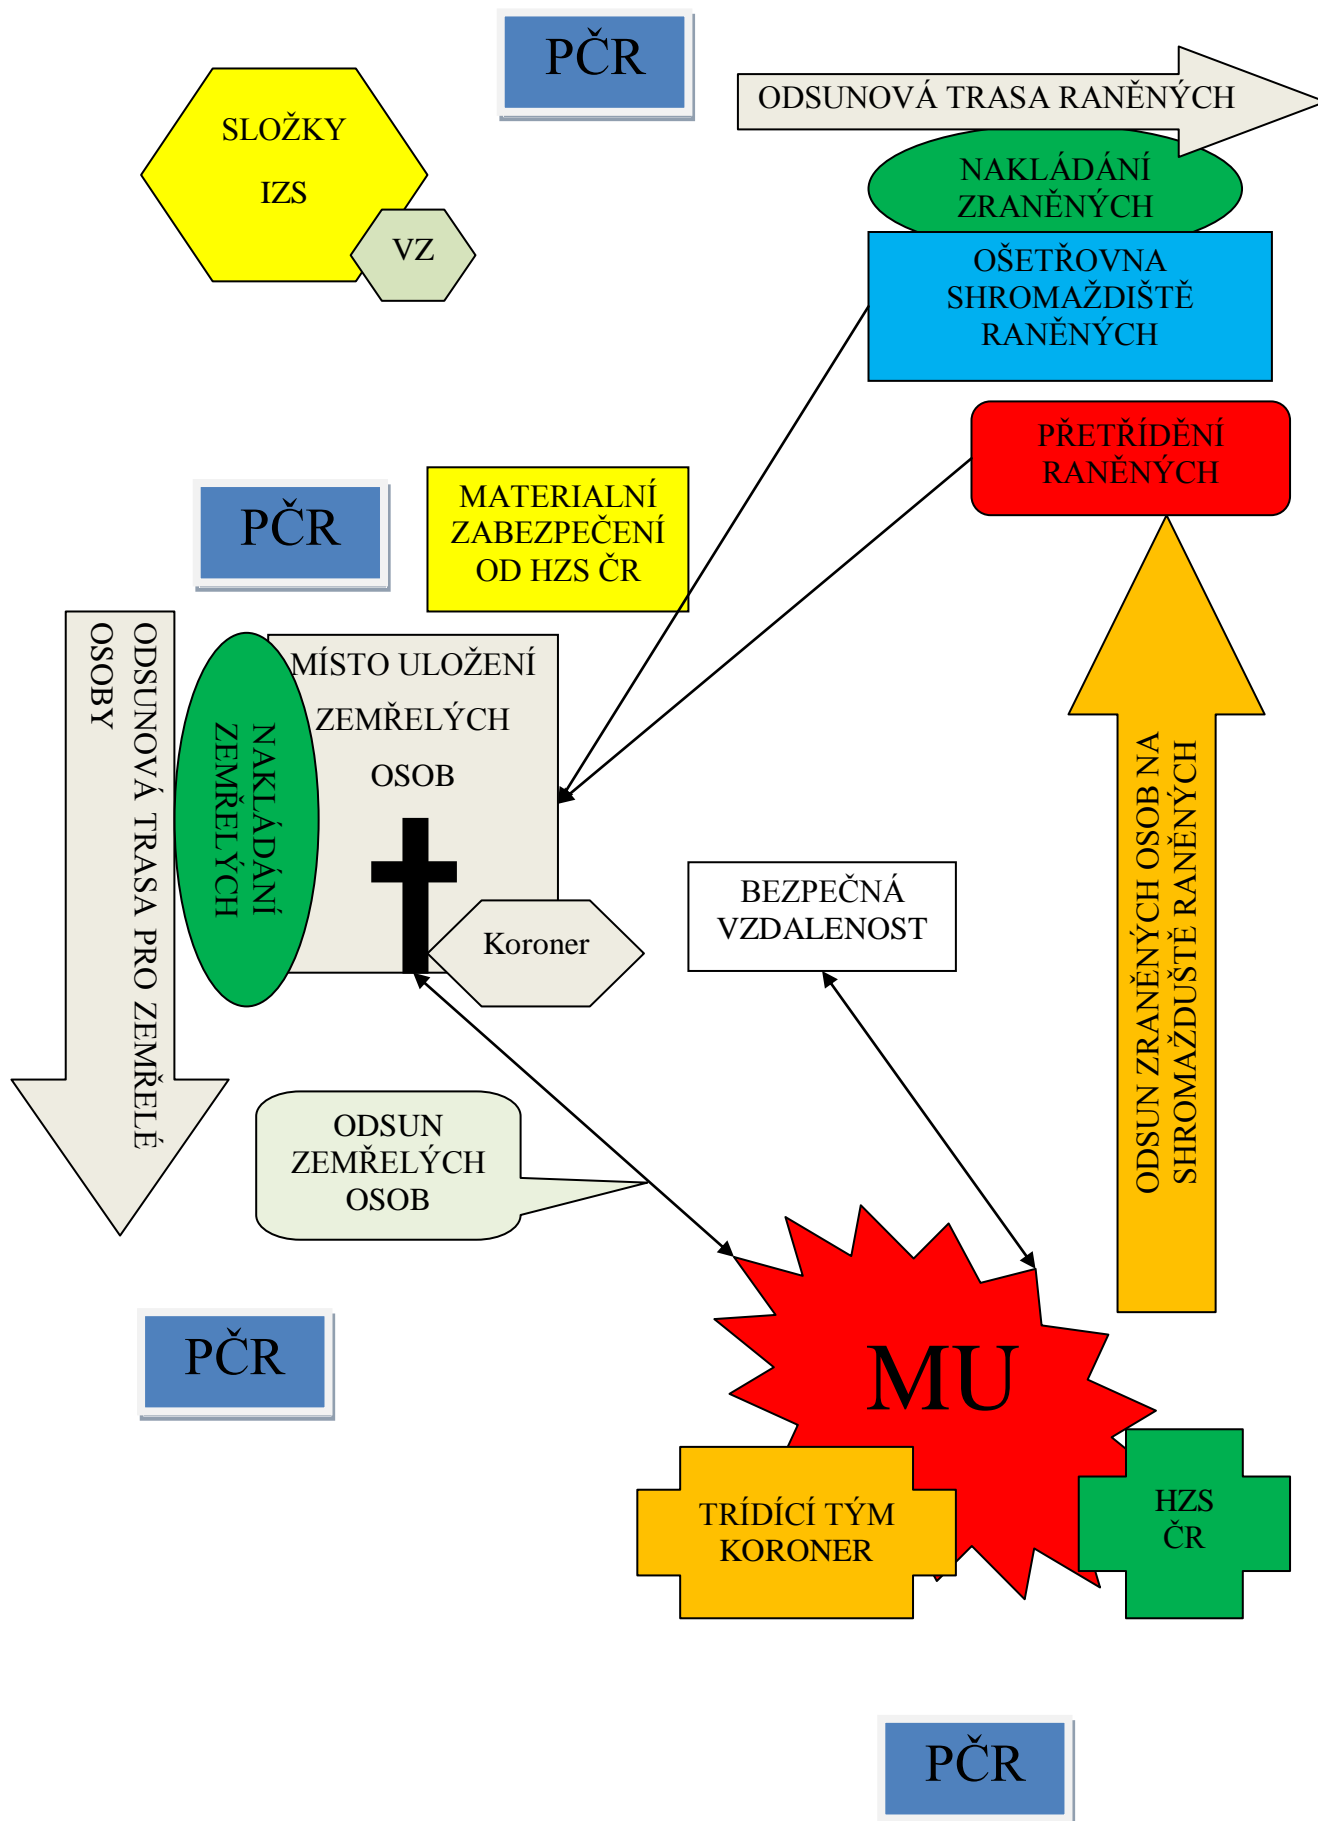 PČR
ODSUNOVÁ TRASA RANĚNÝCH
SLOŽKY
IZS
VZ
NAKLÁDÁNÍ
ZRANĚNÝCH
OŠETŘOVNA
SHROMAŽDIŠTĚ
RANĚNÝCH
PŘETŘÍDĚNÍ
RANĚNÝCH
PČR
MATERIALNÍ
ZABEZPEČENÍ
OD HZS ČR
ODSUNOVÁ TRASA PRO ZEMŘELÉ
OSOBY
NAKLÁDÁNÍ
ZEMŘELÝCH
MÍSTO ULOŽENÍ
ZEMŘELÝCH
OSOB
Koroner
BEZPEČNÁ
VZDALENOST
ODSUN ZRANĚNÝCH OSOB NA
SHROMAŽDUŠTĚ RANĚNÝCH
ODSUN
ZEMŘELÝCH
OSOB
PČR
MU
TRÍDÍCÍ TÝM
KORONER
HZS
ČR
PČR